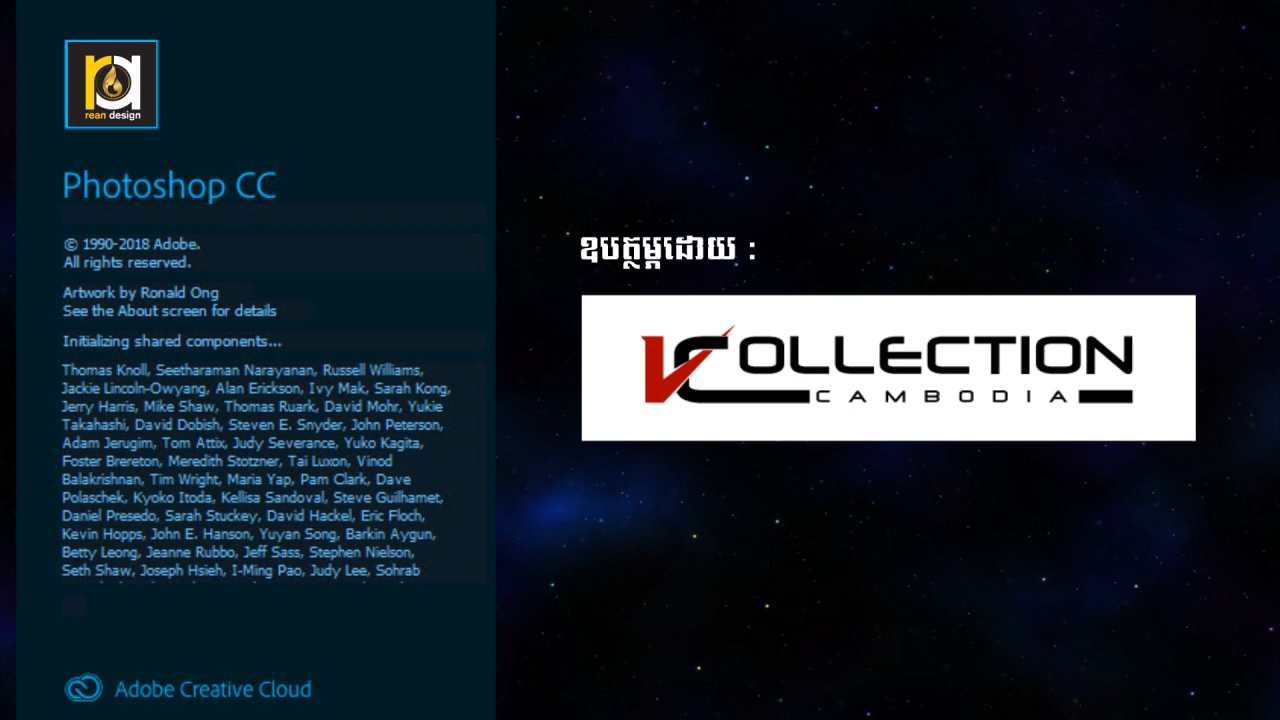 rean design
Photoshop CC
© 1990-2018 Adobe.
All rights reserved.
Artwork by Ronald Ong
See the About screen for details
Initializing shared components...
Thomas Knoll, Seetharaman Narayanan, Russell Williams,
Jackie Lincoln-Owyang, Alan Erickson, Ivy Mak, Sarah Kong,
Jerry Harris, Mike Shaw, Thomas Ruark, David Mohr, Yukie
Takahashi, David Dobish, Steven E. Snyder, John Peterson,
Adam Jerugim, Tom Attix, Judy Severance, Yuko Kagita,
Foster Brereton, Meredith Stotzner, Tai Luxon, Vinod
Balakrishnan, Tim Wright, Maria Yap, Pam Clark, Dave
Polaschek, Kyoko Itoda, Kellisa Sandoval, Steve Guilhamet,
Daniel Presedo, Sarah Stuckey, David Hackel, Eric Floch,
Kevin Hopps, John E. Hanson, Yuyan Song, Barkin Aygun,
Betty Leong, Jeanne Rubbo, Jeff Sass, Stephen Nielson,
Seth Shaw, Joseph Hsieh, I-Ming Pao, Judy Lee, Sohrab
Adobe Creative Cloud
ឧបត្ថម្ភដោយ :
VCOLLECTION
CAMBODIA